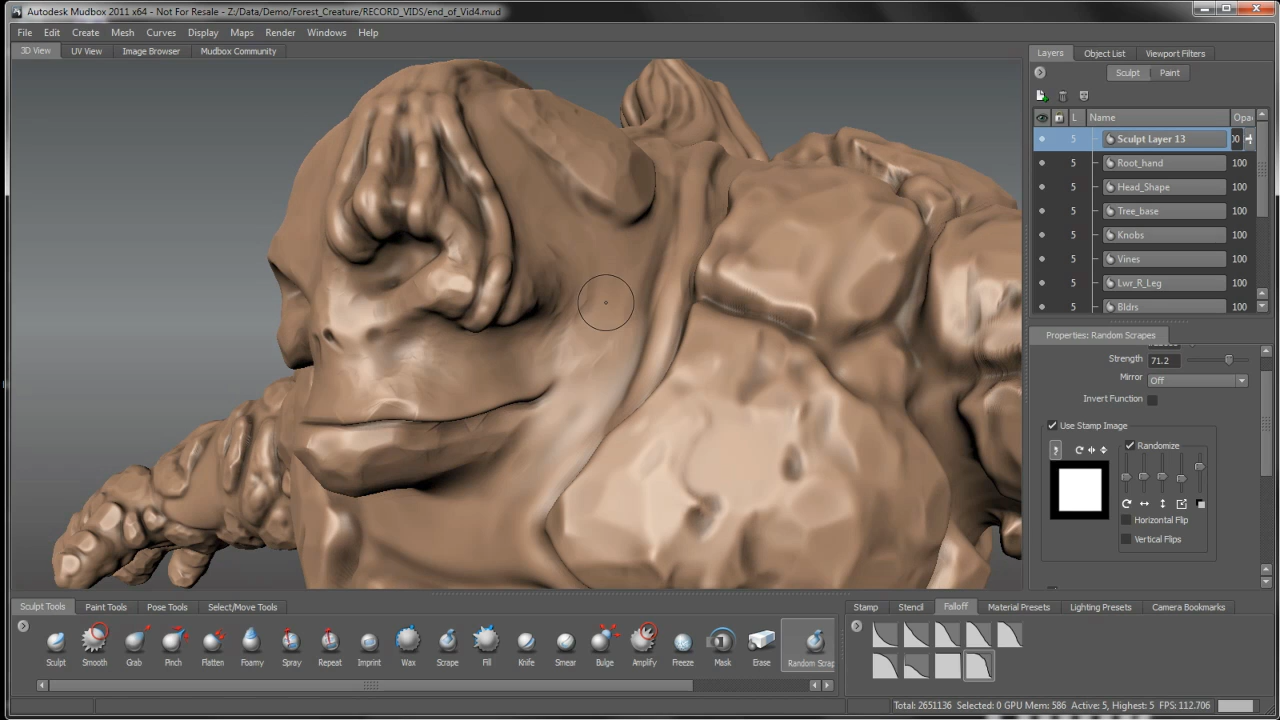 Autodesk Mudbox 2011 x64 - Not For Resale - Z:/Data/Demo/Forest_Creature/RECORD_VIDS/end_of_Vid4.mud
File Edit Create Mesh Curves Display Maps Render Windows Help
3D View UV View Image Browser Mudbox Community
Layers Object List Viewport Filters
Sculpt Paint
L Name Opa
5 Sculpt Layer 13
5 Root_hand 100
5 Head_Shape 100
5 Tree_base 100
5 Knobs 100
5 Vines 100
5 Lwr_R_Leg 100
5 Bldrs 100
Properties: Random Scrapes
Strength 71.2
Mirror Off
Invert Function
Use Stamp Image
Randomize
Horizontal Flip
Vertical Flips
Sculpt Tools Paint Tools Pose Tools Select/Move Tools
Sculpt Smooth Grab Pinch Flatten Foamy Spray Repeat Imprint Wax Scrape Fill Knife Smear Bulge Amplify Freeze Mask Erase Random Scrap
Stamp Stencil Falloff Material Presets Lighting Presets Camera Bookmarks
Total: 2651136 Selected: 0 GPU Mem: 586 Active: 5, Highest: 5 FPS: 112.706